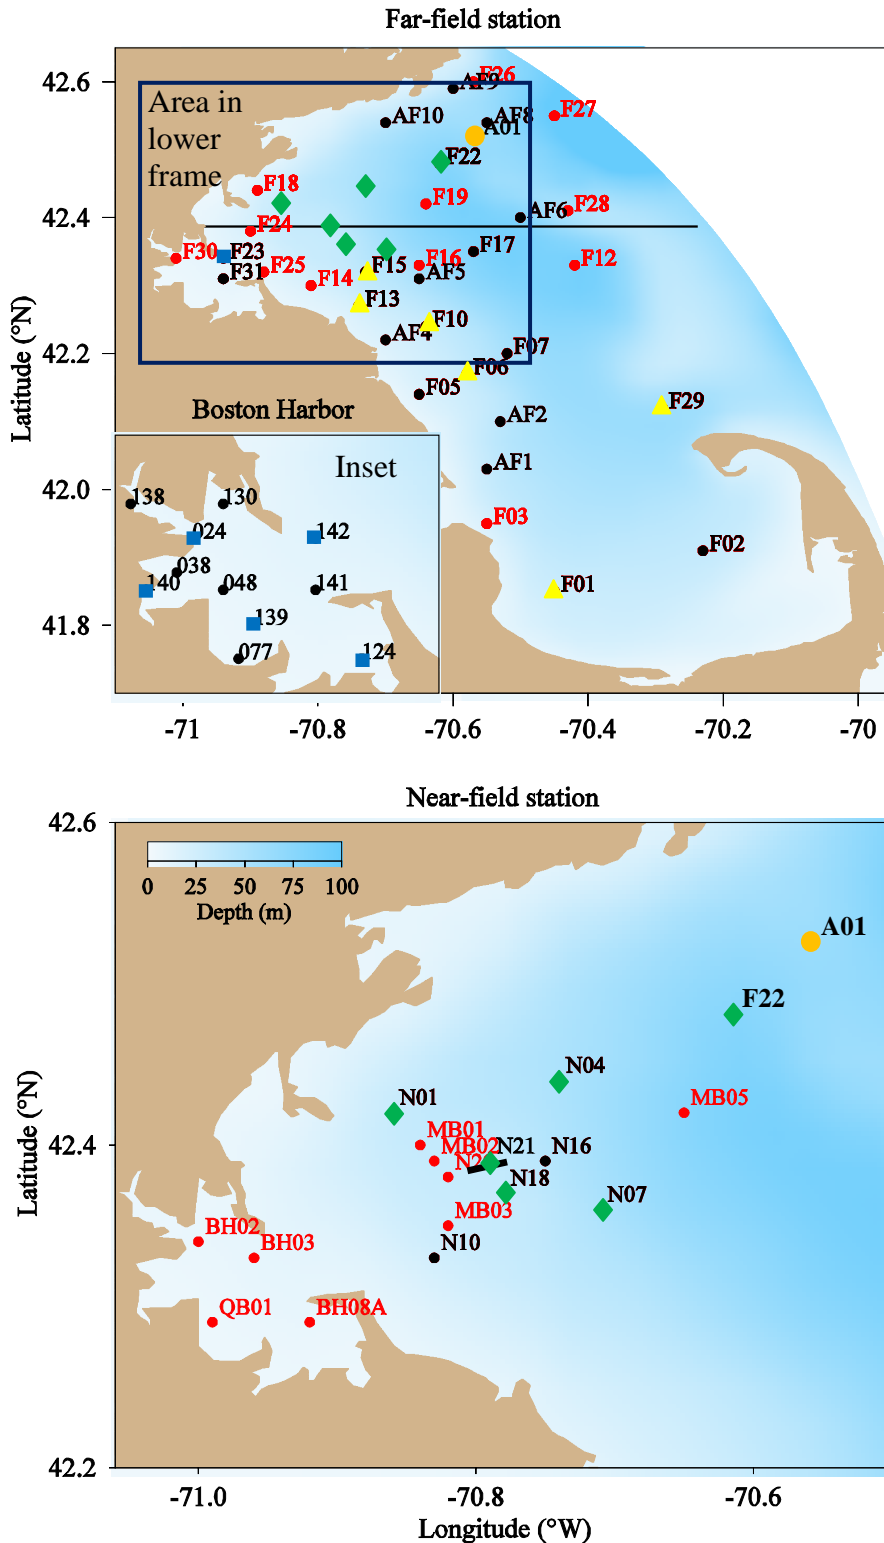 Far-field station
42.6
42.4
42.2
42.0
41.8
Latitude (°N)
Area in
lower
frame
F26
AF9
F27
AF10
AF8
A01
F22
F18
F19
AF6
F28
F24
F30
F23
F17
F12
F31
F25
F15
F16
AF5
F14
F13
F10
AF4
F07
F06
F05
F29
AF2
AF1
F03
F02
F01
Boston Harbor
Inset
138
130
024
142
038
140
048
141
139
077
124
-71
-70.8
-70.6
-70.4
-70.2
-70
Near-field station
42.6
42.4
42.2
Latitude (°N)
0
25
50
75
100
Depth (m)
A01
F22
N04
N01
MB05
MB01
MB02
N21
N16
N18
N07
MB03
N10
BH02
BH03
QB01
BH08A
-71.0
-70.8
-70.6
Longitude (°W)